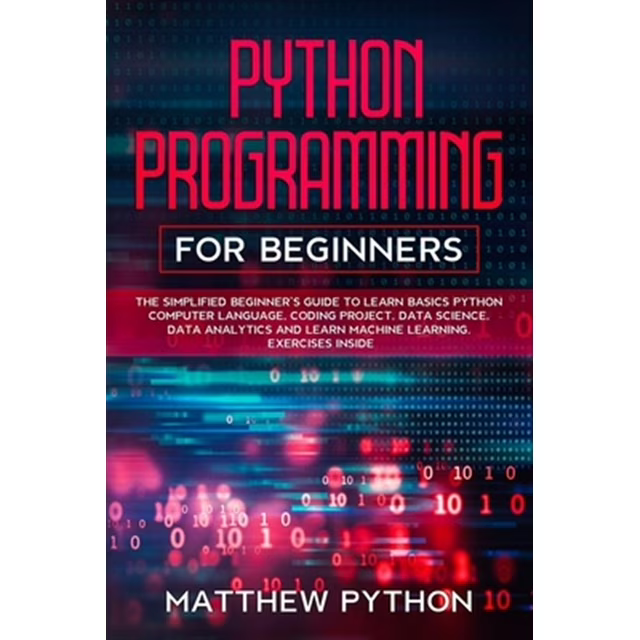 PYTHON
PROGRAMMING
FOR BEGINNERS
THE SIMPLIFIED BEGINNER'S GUIDE TO LEARN BASICS PYTHON
COMPUTER LANGUAGE. CODING PROJECT. DATA SCIENCE.
DATA ANALYTICS AND LEARN MACHINE LEARNING.
EXERCISES INSIDE
MATTHEW PYTHON